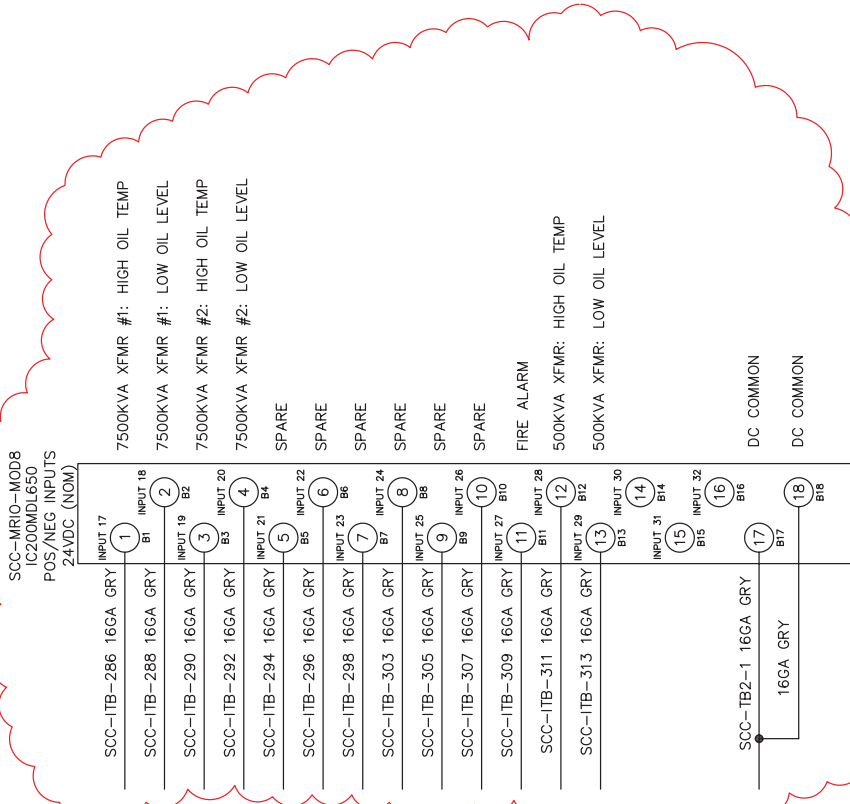 SCC-MRIO-MOD8
IC200MDL650
POS/NEG INPUTS
24VDC (NOM)
SCC-ITB-286 16GA GRY
INPUT 17
1
B1
7500KVA XFMR #1: HIGH OIL TEMP
SCC-ITB-288 16GA GRY
INPUT 18
2
B2
7500KVA XFMR #1: LOW OIL LEVEL
SCC-ITB-290 16GA GRY
INPUT 19
3
B3
7500KVA XFMR #2: HIGH OIL TEMP
SCC-ITB-292 16GA GRY
INPUT 20
4
B4
7500KVA XFMR #2: LOW OIL LEVEL
SCC-ITB-294 16GA GRY
INPUT 21
5
B5
SPARE
SCC-ITB-296 16GA GRY
INPUT 22
6
B6
SPARE
SCC-ITB-298 16GA GRY
INPUT 23
7
B7
SPARE
SCC-ITB-303 16GA GRY
INPUT 24
8
B8
SPARE
SCC-ITB-305 16GA GRY
INPUT 25
9
B9
SPARE
SCC-ITB-307 16GA GRY
INPUT 26
10
B10
SPARE
SCC-ITB-309 16GA GRY
INPUT 27
11
B11
FIRE ALARM
SCC-ITB-311 16GA GRY
INPUT 28
12
B12
500KVA XFMR: HIGH OIL TEMP
SCC-ITB-313 16GA GRY
INPUT 29
13
B13
500KVA XFMR: LOW OIL LEVEL
INPUT 30
14
B14
INPUT 31
15
B15
INPUT 32
16
B16
SCC-TB2-1 16GA GRY
17
B17
DC COMMON
16GA GRY
18
B18
DC COMMON